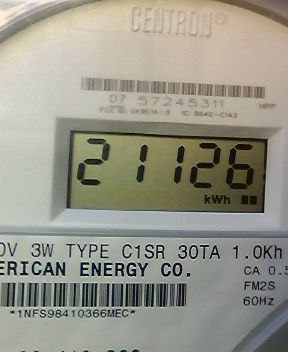 CENTRON®
07 57245311
HPP
21126
kWh
0V 3W TYPE C1SR 30TA 1.0Kh
ERICAN ENERGY CO.
CA 0.5
FM2S
60Hz
*1NFS98410366MEC*